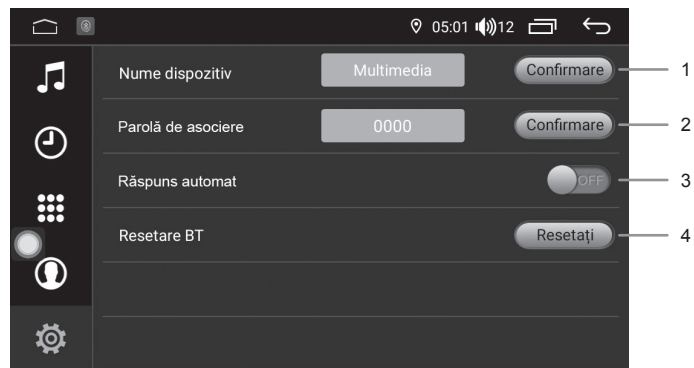 05:01 12
Nume dispozitiv Multimedia Confirmare 1
Parolă de asociere 0000 Confirmare 2
Răspuns automat OFF 3
Resetare BT Resetați 4